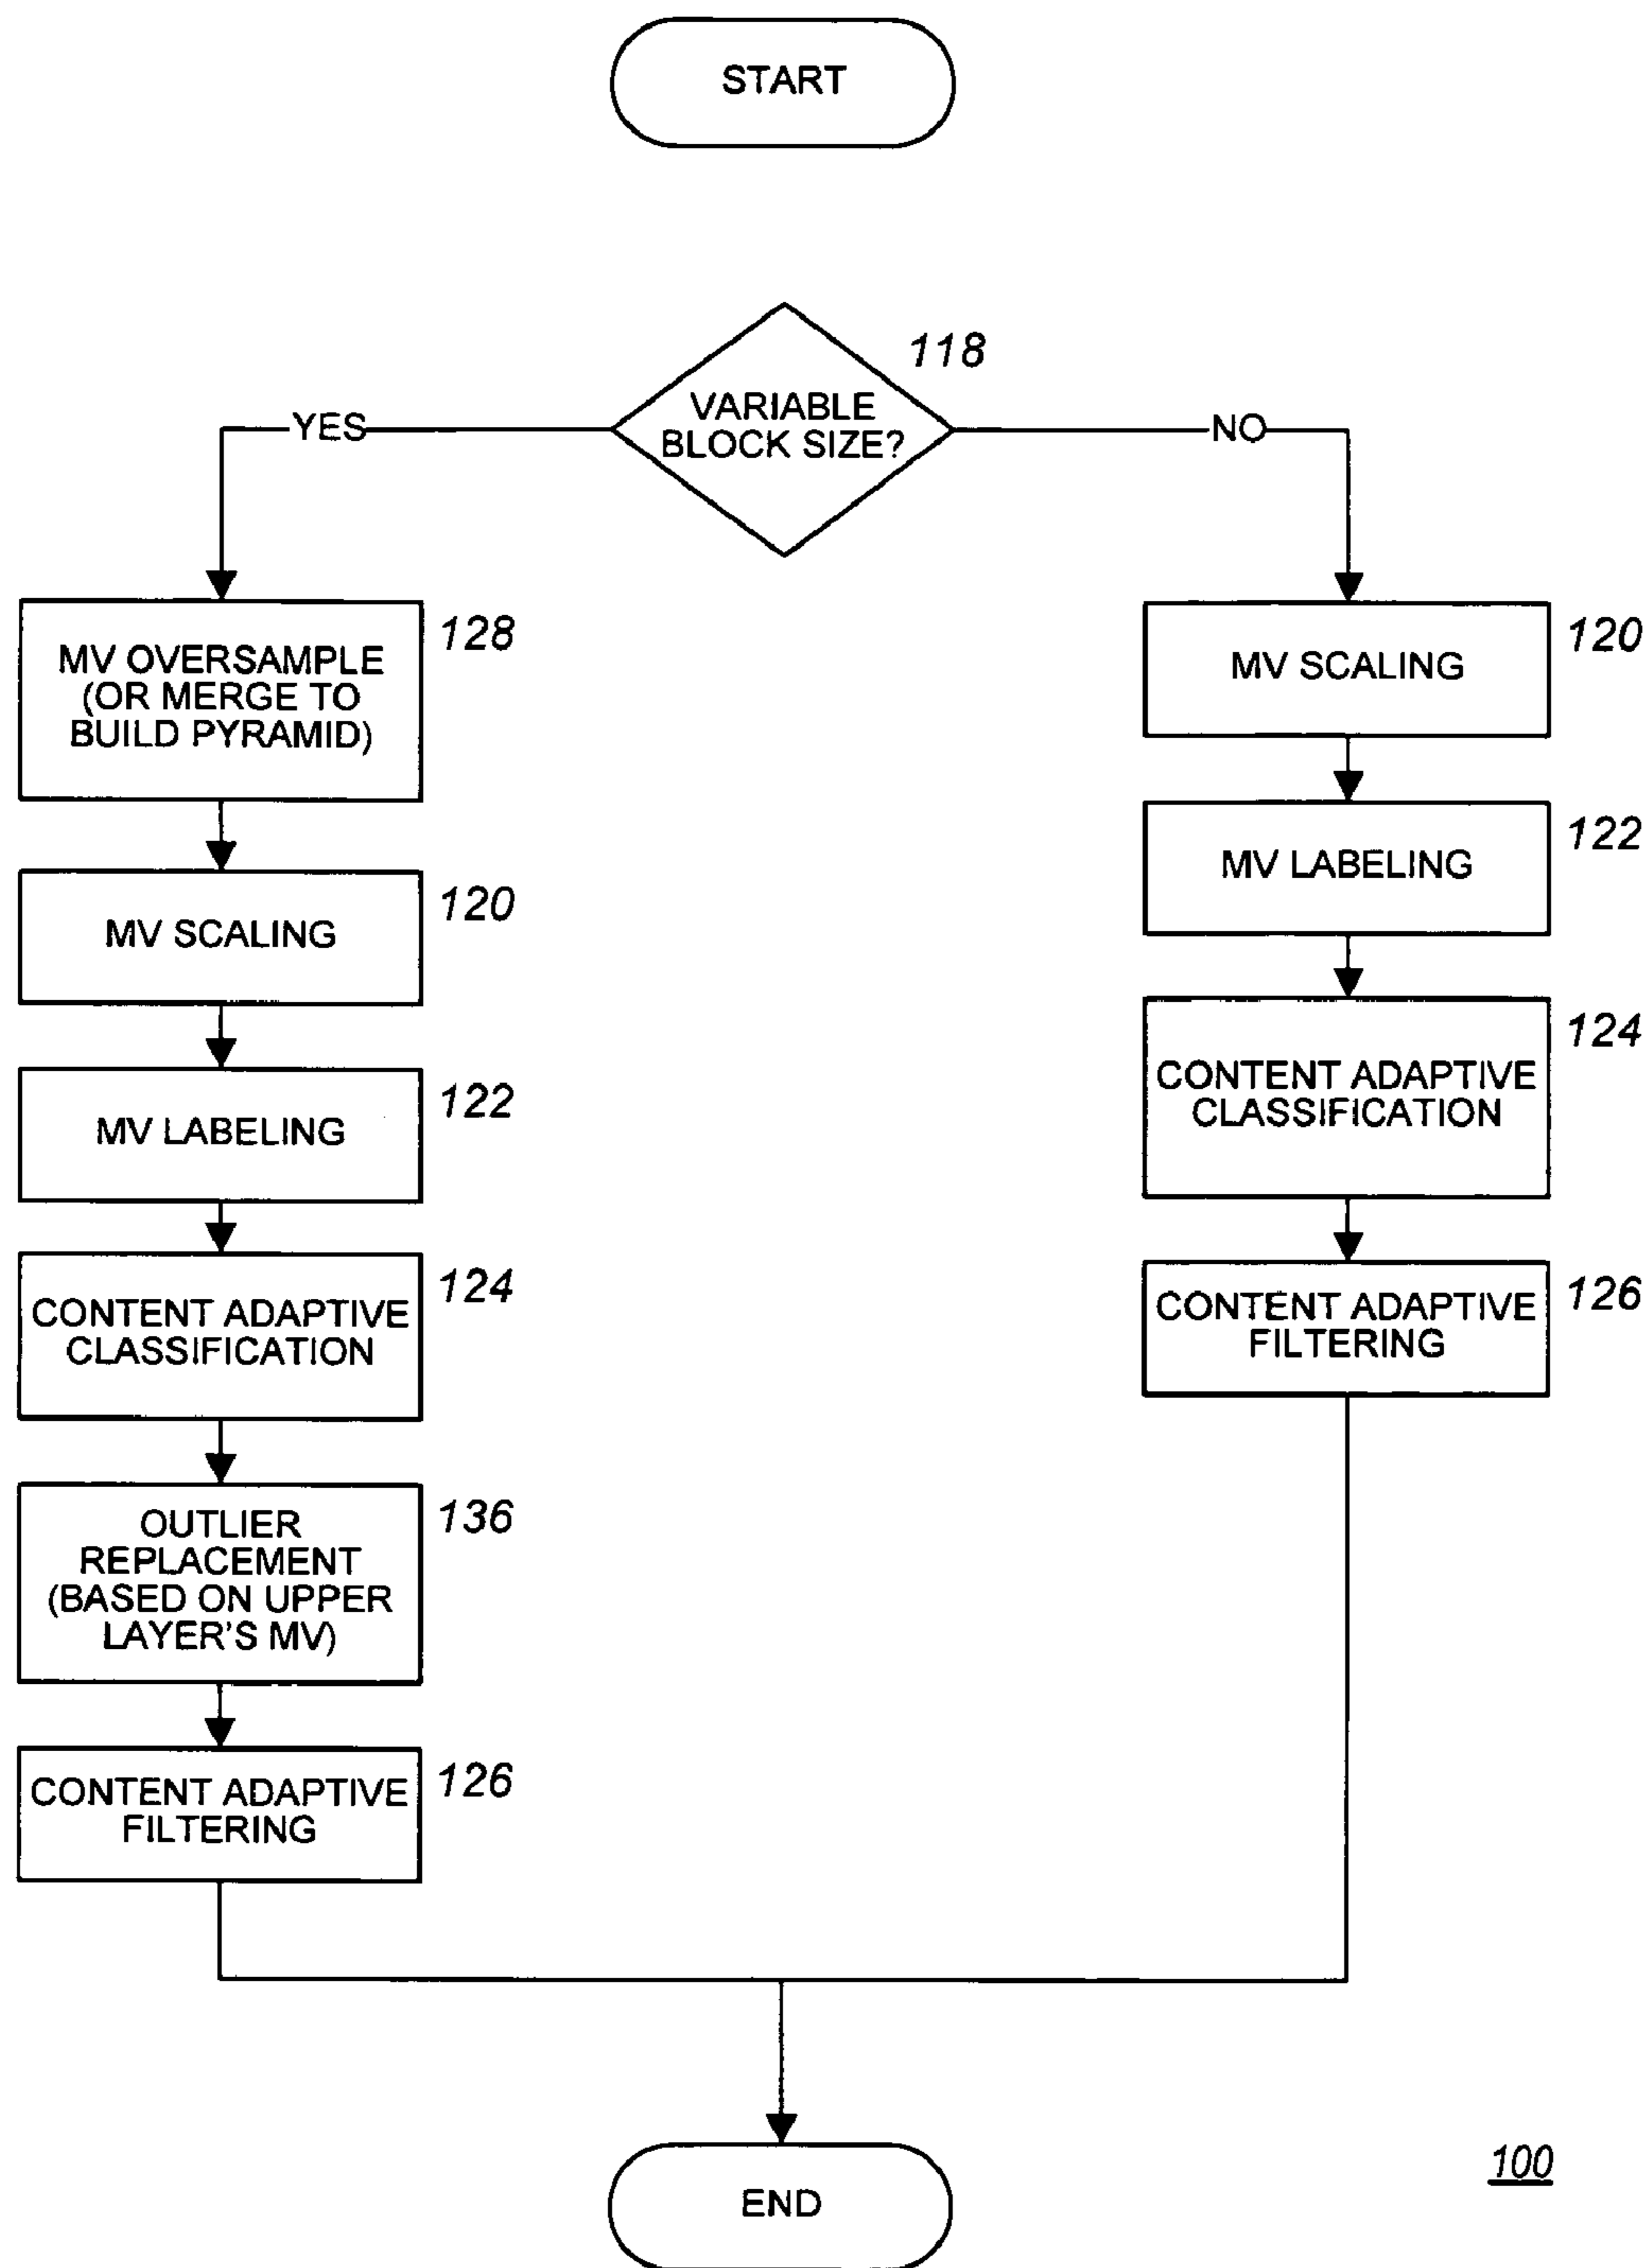 START
118
VARIABLE
BLOCK SIZE?
YES
NO
128
MV OVERSAMPLE
(OR MERGE TO
BUILD PYRAMID)
120
MV SCALING
122
MV LABELING
124
CONTENT ADAPTIVE
CLASSIFICATION
136
OUTLIER
REPLACEMENT
(BASED ON UPPER
LAYER'S MV)
126
CONTENT ADAPTIVE
FILTERING
120
MV SCALING
122
MV LABELING
124
CONTENT ADAPTIVE
CLASSIFICATION
126
CONTENT ADAPTIVE
FILTERING
END
100